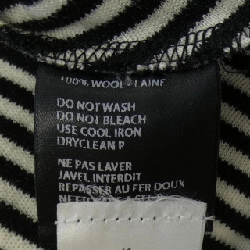 100% WOOL - LAINE
DO NOT WASH
DO NOT BLEACH
USE COOL IRON
DRYCLEAN P
NE PAS LAVER
JAVEL INTERDIT
REPASSER AU FER DOUX